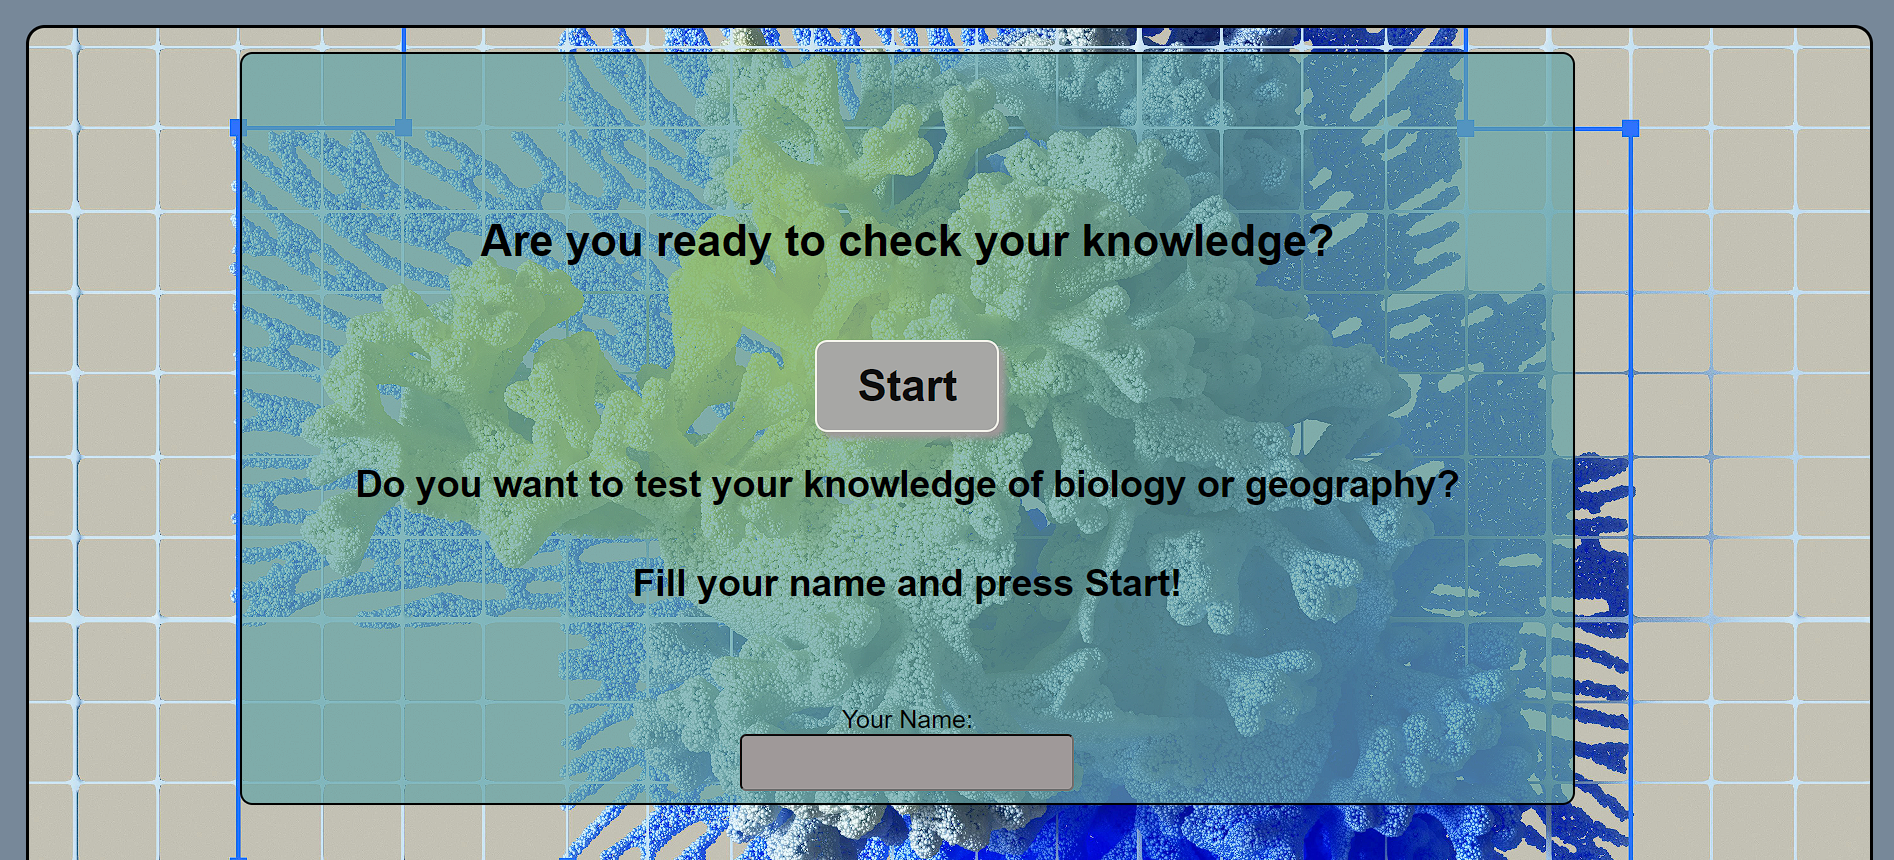 Are you ready to check your knowledge?
Start
Do you want to test your knowledge of biology or geography?
Fill your name and press Start!
Your Name: